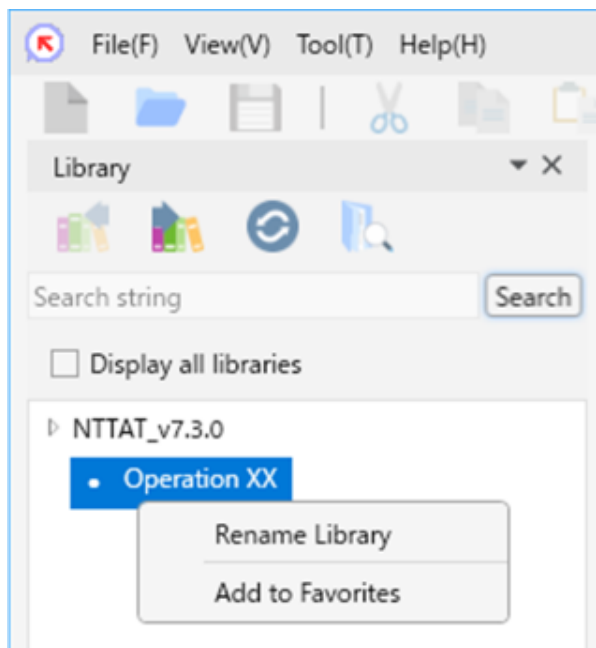 File(F) View(V) Tool(T) Help(H)
Library
Search string Search
Display all libraries
NTTAT_v7.3.0
Operation XX
Rename Library
Add to Favorites